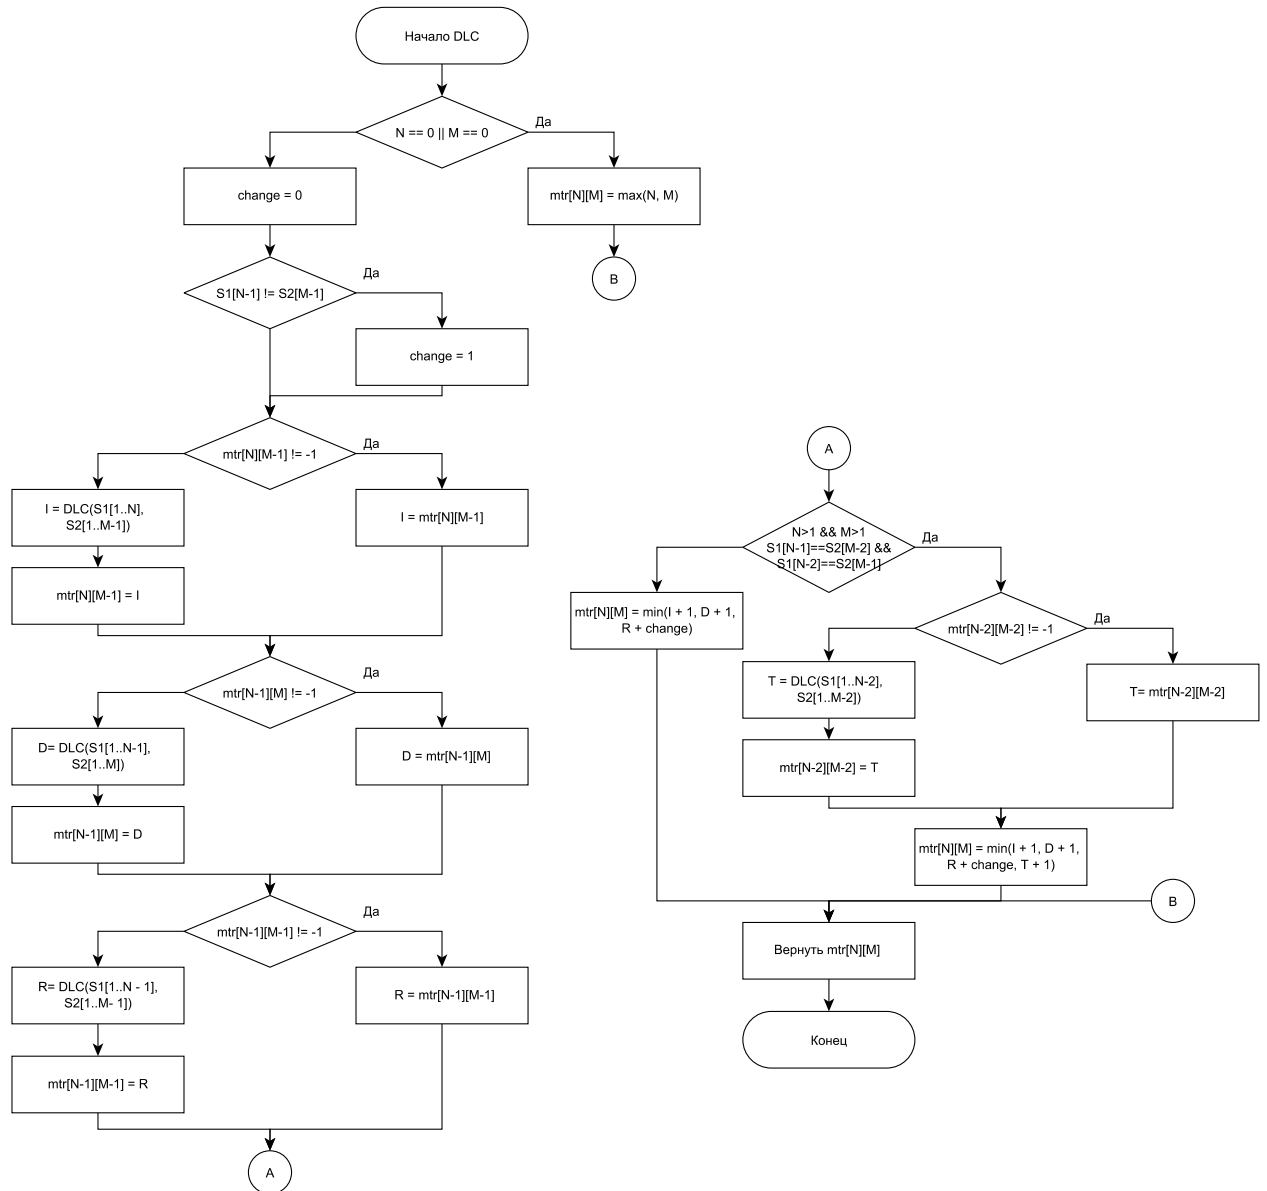 Начало DLC
N == 0 || M == 0
Да
change = 0
mtr[N][M] = max(N, M)
B
S1[N-1] != S2[M-1]
Да
change = 1
mtr[N][M-1] != -1
Да
I = DLC(S1[1..N],
S2[1..M-1])
I = mtr[N][M-1]
mtr[N][M-1] = I
mtr[N-1][M] != -1
Да
D= DLC(S1[1..N-1],
S2[1..M])
D = mtr[N-1][M]
mtr[N-1][M] = D
mtr[N-1][M-1] != -1
Да
R= DLC(S1[1..N - 1],
S2[1..M- 1])
R = mtr[N-1][M-1]
mtr[N-1][M-1] = R
A
A
N>1 && M>1
S1[N-1]==S2[M-2] &&
S1[N-2]==S2[M-1]
Да
mtr[N][M] = min(I + 1, D + 1,
R + change)
mtr[N-2][M-2] != -1
Да
T = DLC(S1[1..N-2],
S2[1..M-2])
T= mtr[N-2][M-2]
mtr[N-2][M-2] = T
mtr[N][M] = min(I + 1, D + 1,
R + change, T + 1)
B
Вернуть mtr[N][M]
Конец